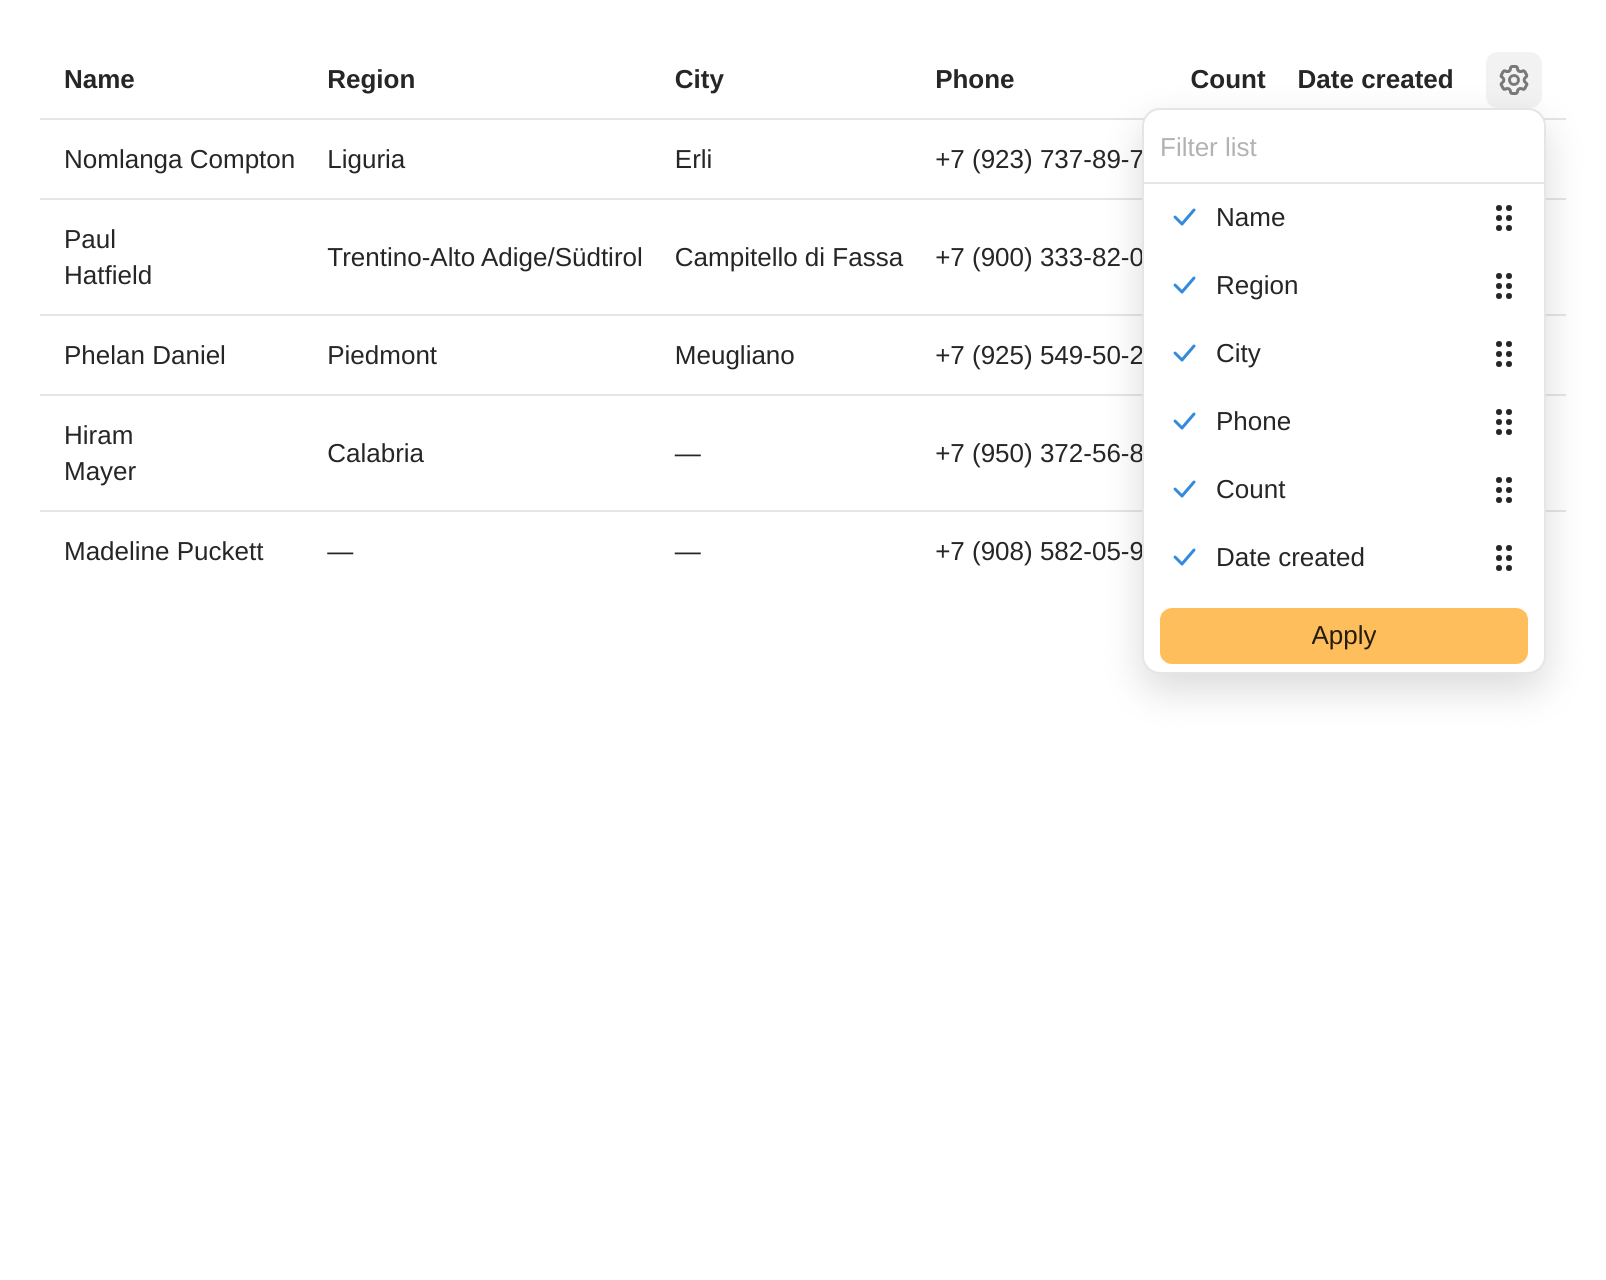 Name Region City Phone Count Date created
Filter list
Nomlanga Compton Liguria Erli +7 (923) 737-89-7
Name
Paul
Hatfield
Trentino-Alto Adige/Südtirol Campitello di Fassa +7 (900) 333-82-0
Region
Phelan Daniel Piedmont Meugliano +7 (925) 549-50-2
City
Phone
Hiram
Mayer
Calabria — +7 (950) 372-56-8
Count
Madeline Puckett — — +7 (908) 582-05-9
Date created
Apply